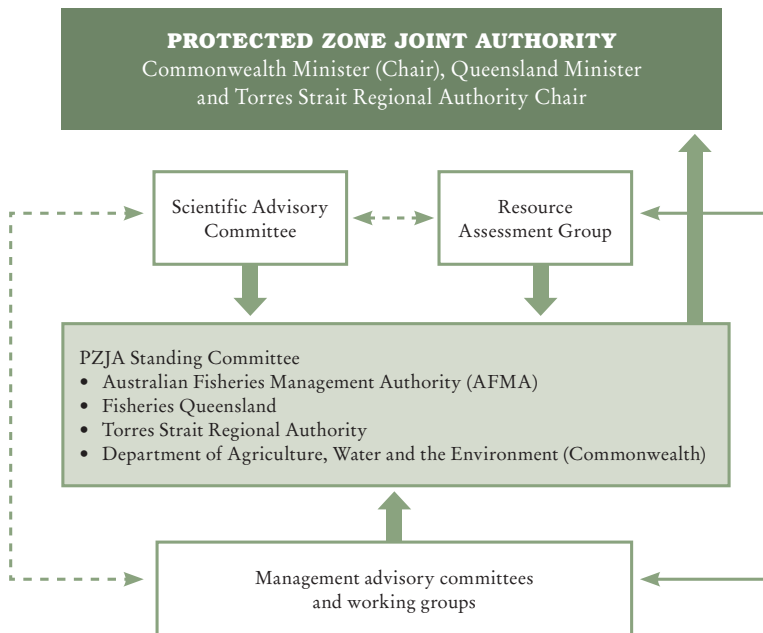 PROTECTED ZONE JOINT AUTHORITY
Commonwealth Minister (Chair), Queensland Minister
and Torres Strait Regional Authority Chair
Scientific Advisory
Committee
Resource
Assessment Group
PZJA Standing Committee
• Australian Fisheries Management Authority (AFMA)
• Fisheries Queensland
• Torres Strait Regional Authority
• Department of Agriculture, Water and the Environment (Commonwealth)
Management advisory committees
and working groups